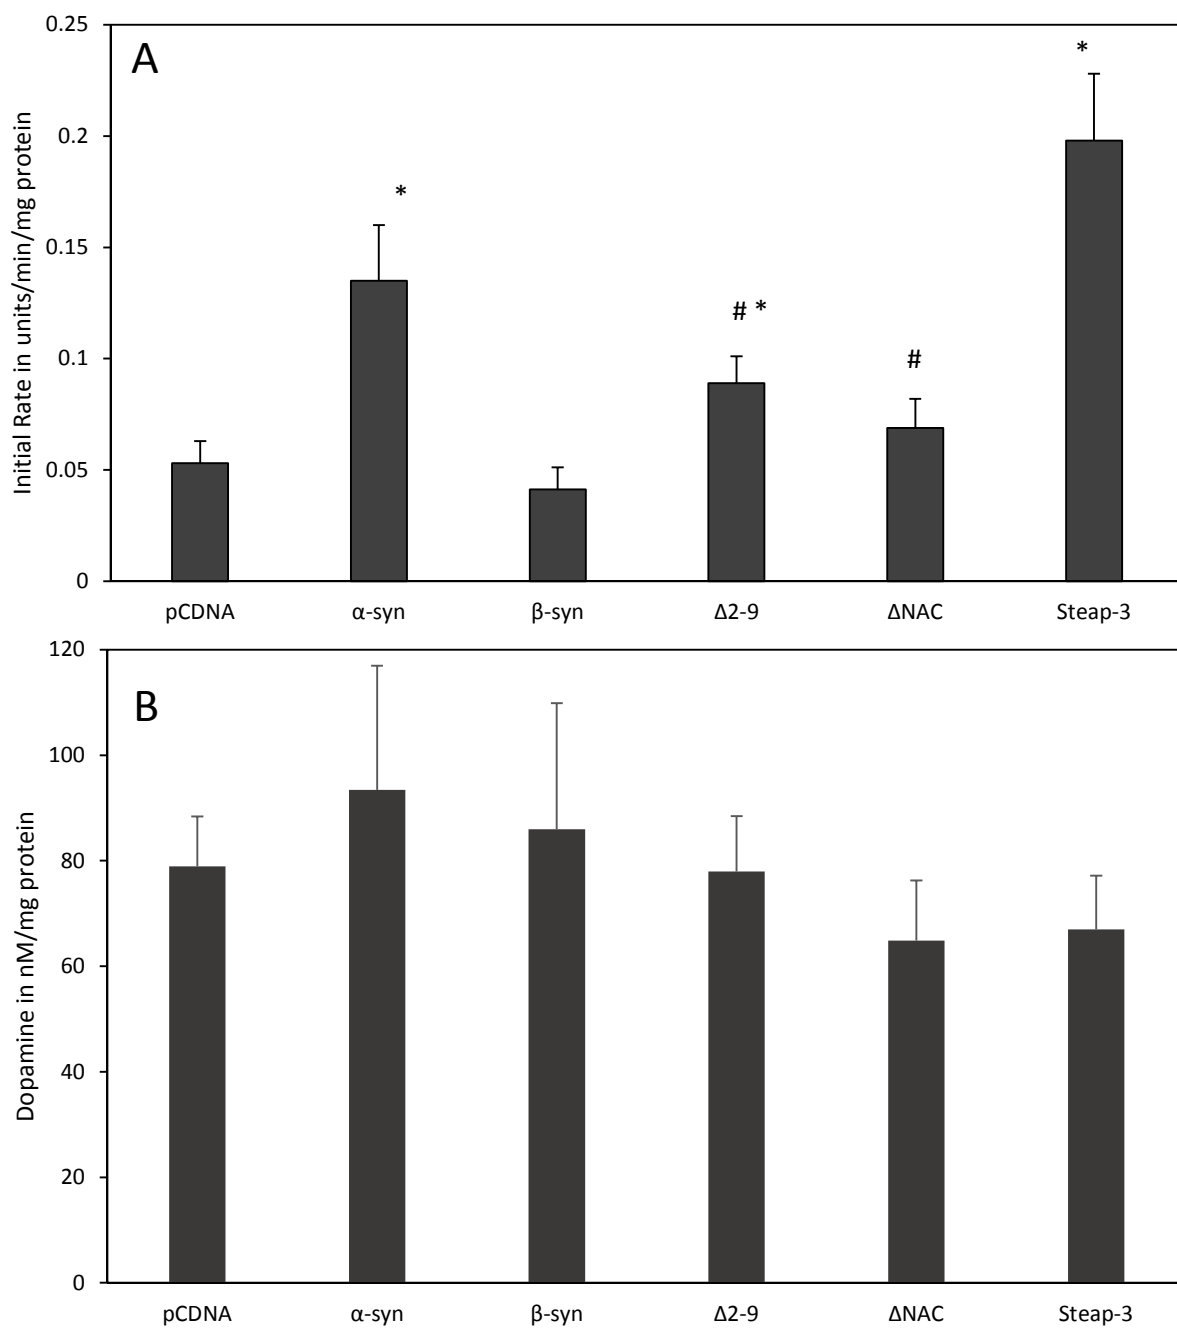 A
Initial Rate in units/min/mg protein
0.25
0.2
0.15
0.1
0.05
0
*
# *
#
*
pCDNA α-syn β-syn Δ2-9 ΔNAC Steap-3
B
Dopamine in nM/mg protein
120
100
80
60
40
20
0
pCDNA α-syn β-syn Δ2-9 ΔNAC Steap-3